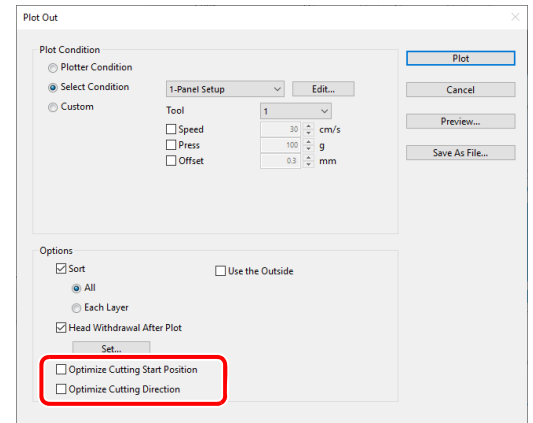 Plot Out
Plot Condition
Plotter Condition
Select Condition
1-Panel Setup
Edit...
Custom
Tool
1
Speed
30
cm/s
Press
100
g
Offset
0.3
mm
Plot
Cancel
Preview...
Save As File...
Options
Sort
Use the Outside
All
Each Layer
Head Withdrawal After Plot
Set...
Optimize Cutting Start Position
Optimize Cutting Direction